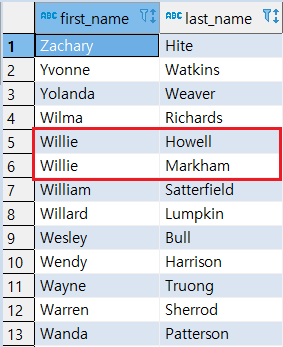 first_name last_name
1 Zachary Hite
2 Yvonne Watkins
3 Yolanda Weaver
4 Wilma Richards
5 Willie Howell
6 Willie Markham
7 William Satterfield
8 Willard Lumpkin
9 Wesley Bull
10 Wendy Harrison
11 Wayne Truong
12 Warren Sherrod
13 Wanda Patterson